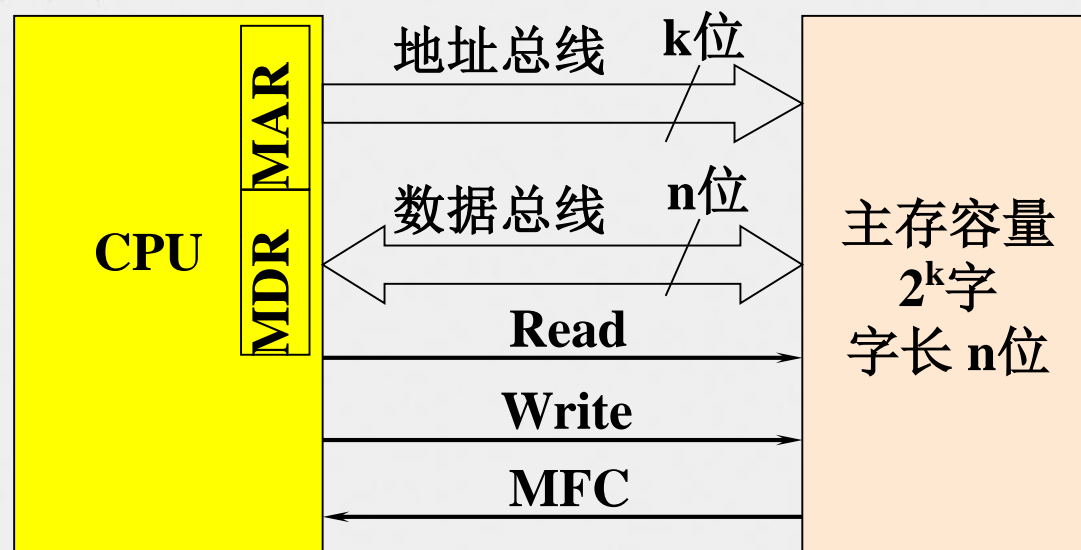 地址总线
k位
MAR
数据总线
n位
CPU
MDR
主存容量
2ᵏ字
字长 n位
Read
Write
MFC